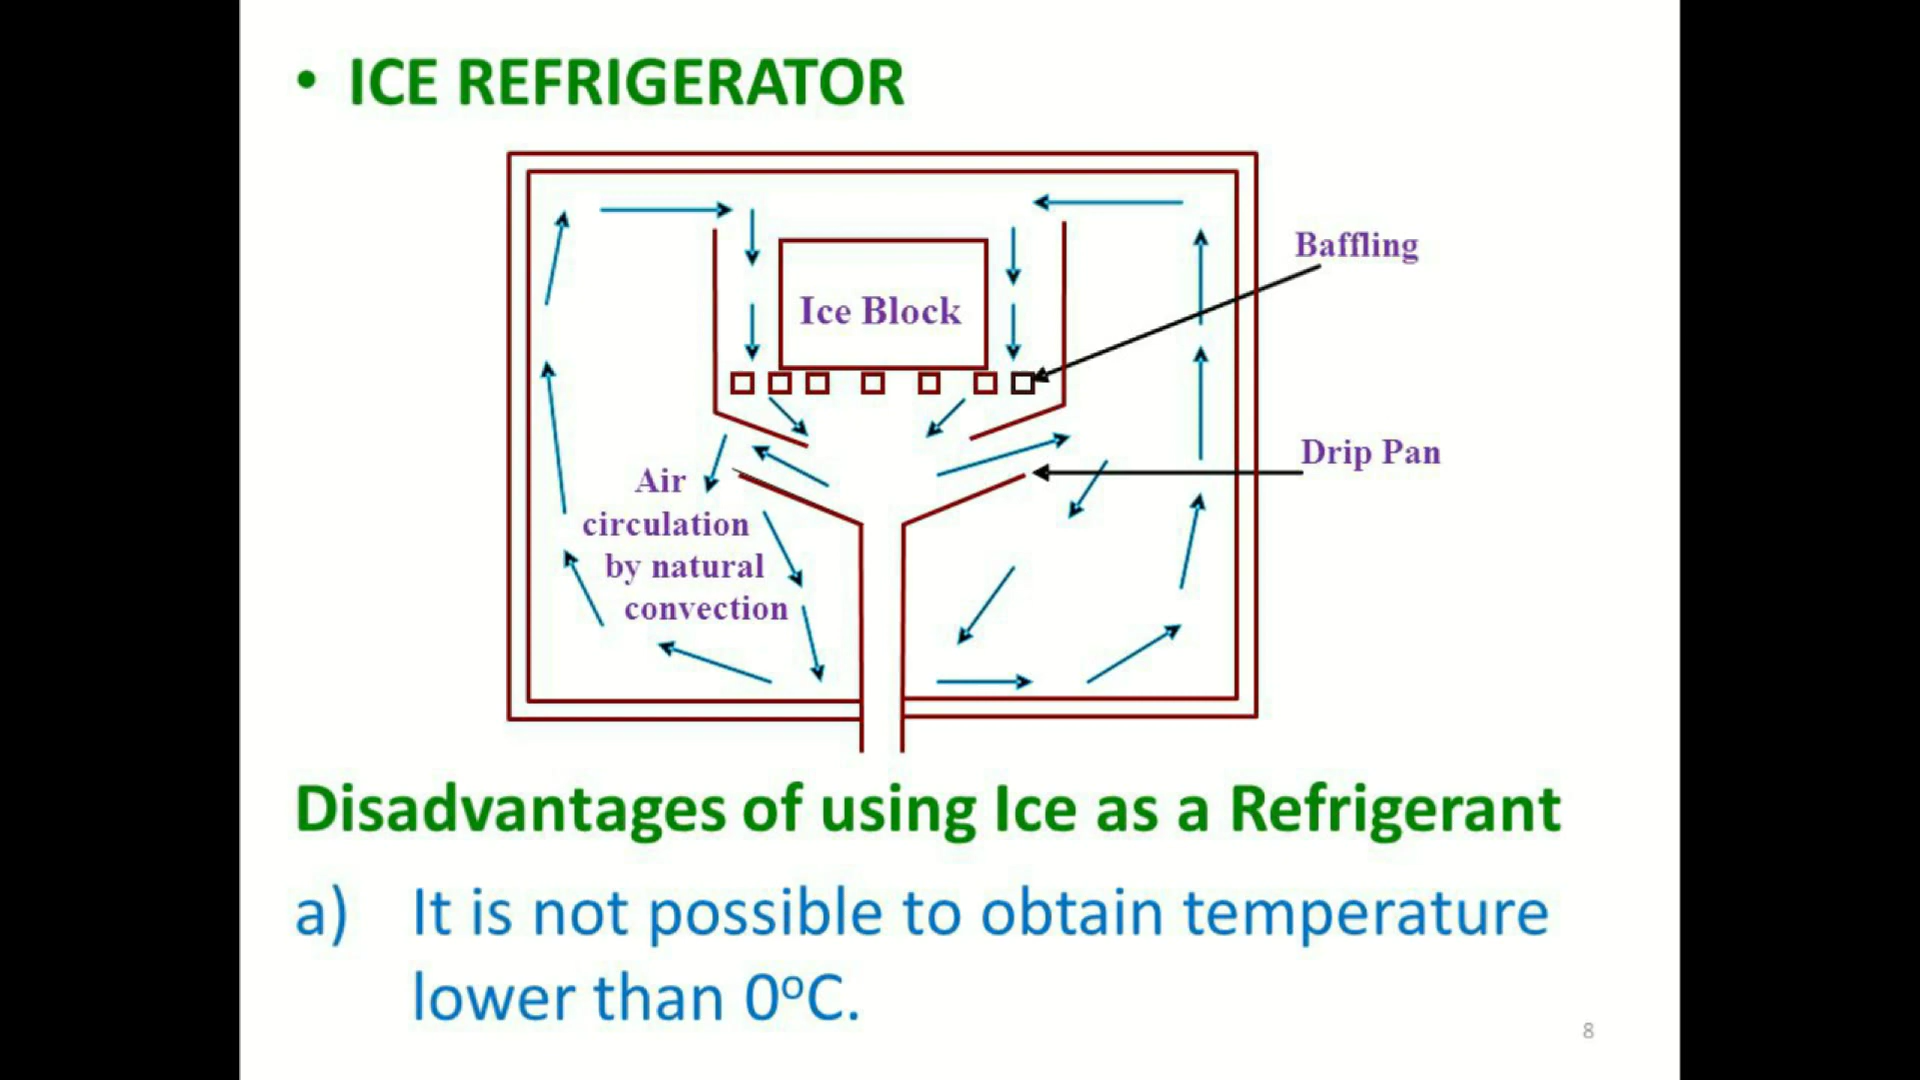 • ICE REFRIGERATOR
Baffling
Ice Block
Drip Pan
Air
circulation
by natural
convection
Disadvantages of using Ice as a Refrigerant
a) It is not possible to obtain temperature
lower than 0ºC.
8